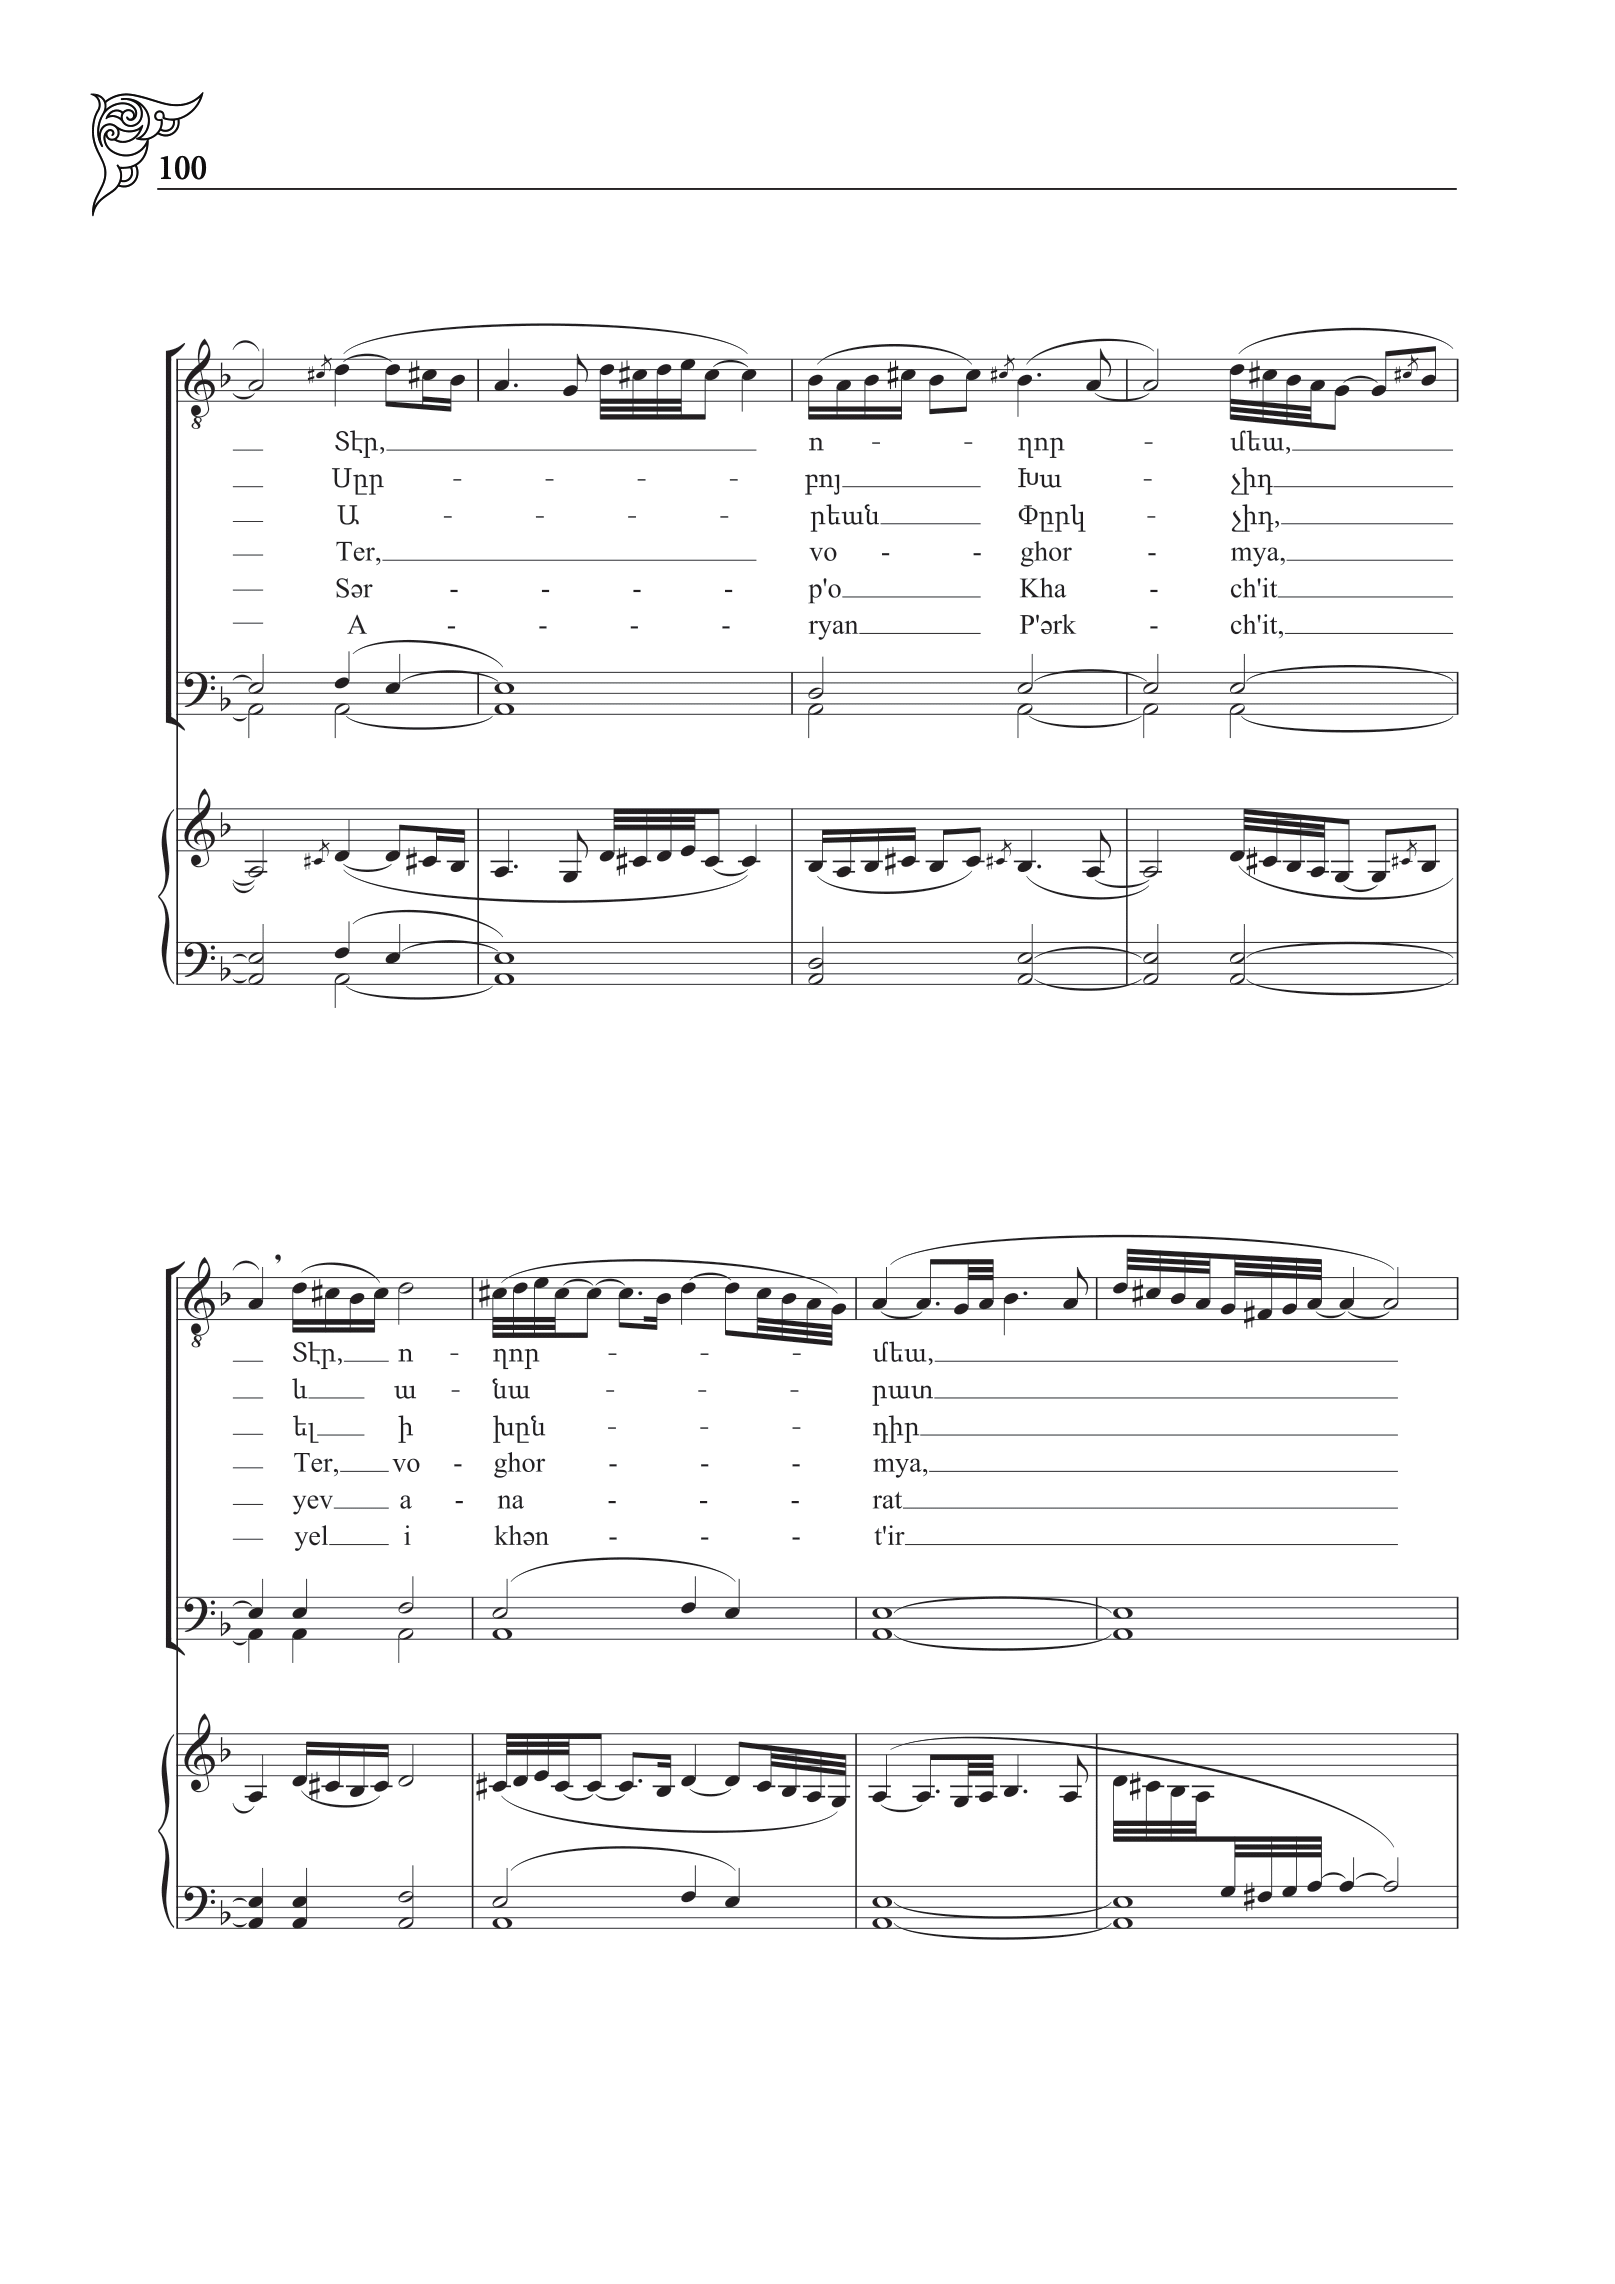 100
Տէր, ո - ղոր - մեա,
Սըր - - - - բոյ Խա - չիդ
Ա - - - - րեան Փըրկ - չիդ,
Ter, vo - - ghor - mya,
Sər - - - - p'o Kha - ch'it
A - - - - ryan P'ərk - ch'it,
Տէր, ո - ղոր - - - մեա,
և ա - նա - - - րատ
ել ի խըն - - - դիր
Ter, vo - ghor - - - mya,
yev a - na - - - rat
yel i khən - - - t'ir